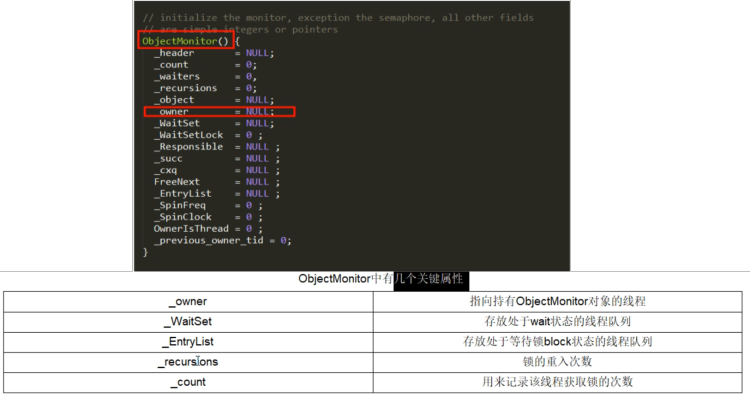 // initialize the monitor, exception the semaphore, all other fields
// are simple integers or pointers
ObjectMonitor() {
_header = NULL;
_count = 0;
_waiters = 0,
_recursions = 0;
_object = NULL;
_owner = NULL;
_WaitSet = NULL;
_WaitSetLock = 0 ;
_Responsible = NULL ;
_succ = NULL ;
_cxq = NULL ;
FreeNext = NULL ;
_EntryList = NULL ;
_SpinFreq = 0 ;
_SpinClock = 0 ;
OwnerIsThread = 0 ;
_previous_owner_tid = 0;
}
ObjectMonitor中有几个关键属性
_owner 指向持有ObjectMonitor对象的线程
_WaitSet 存放处于wait状态的线程队列
_EntryList 存放处于等待锁block状态的线程队列
_recursions 锁的重入次数
_count 用来记录该线程获取锁的次数